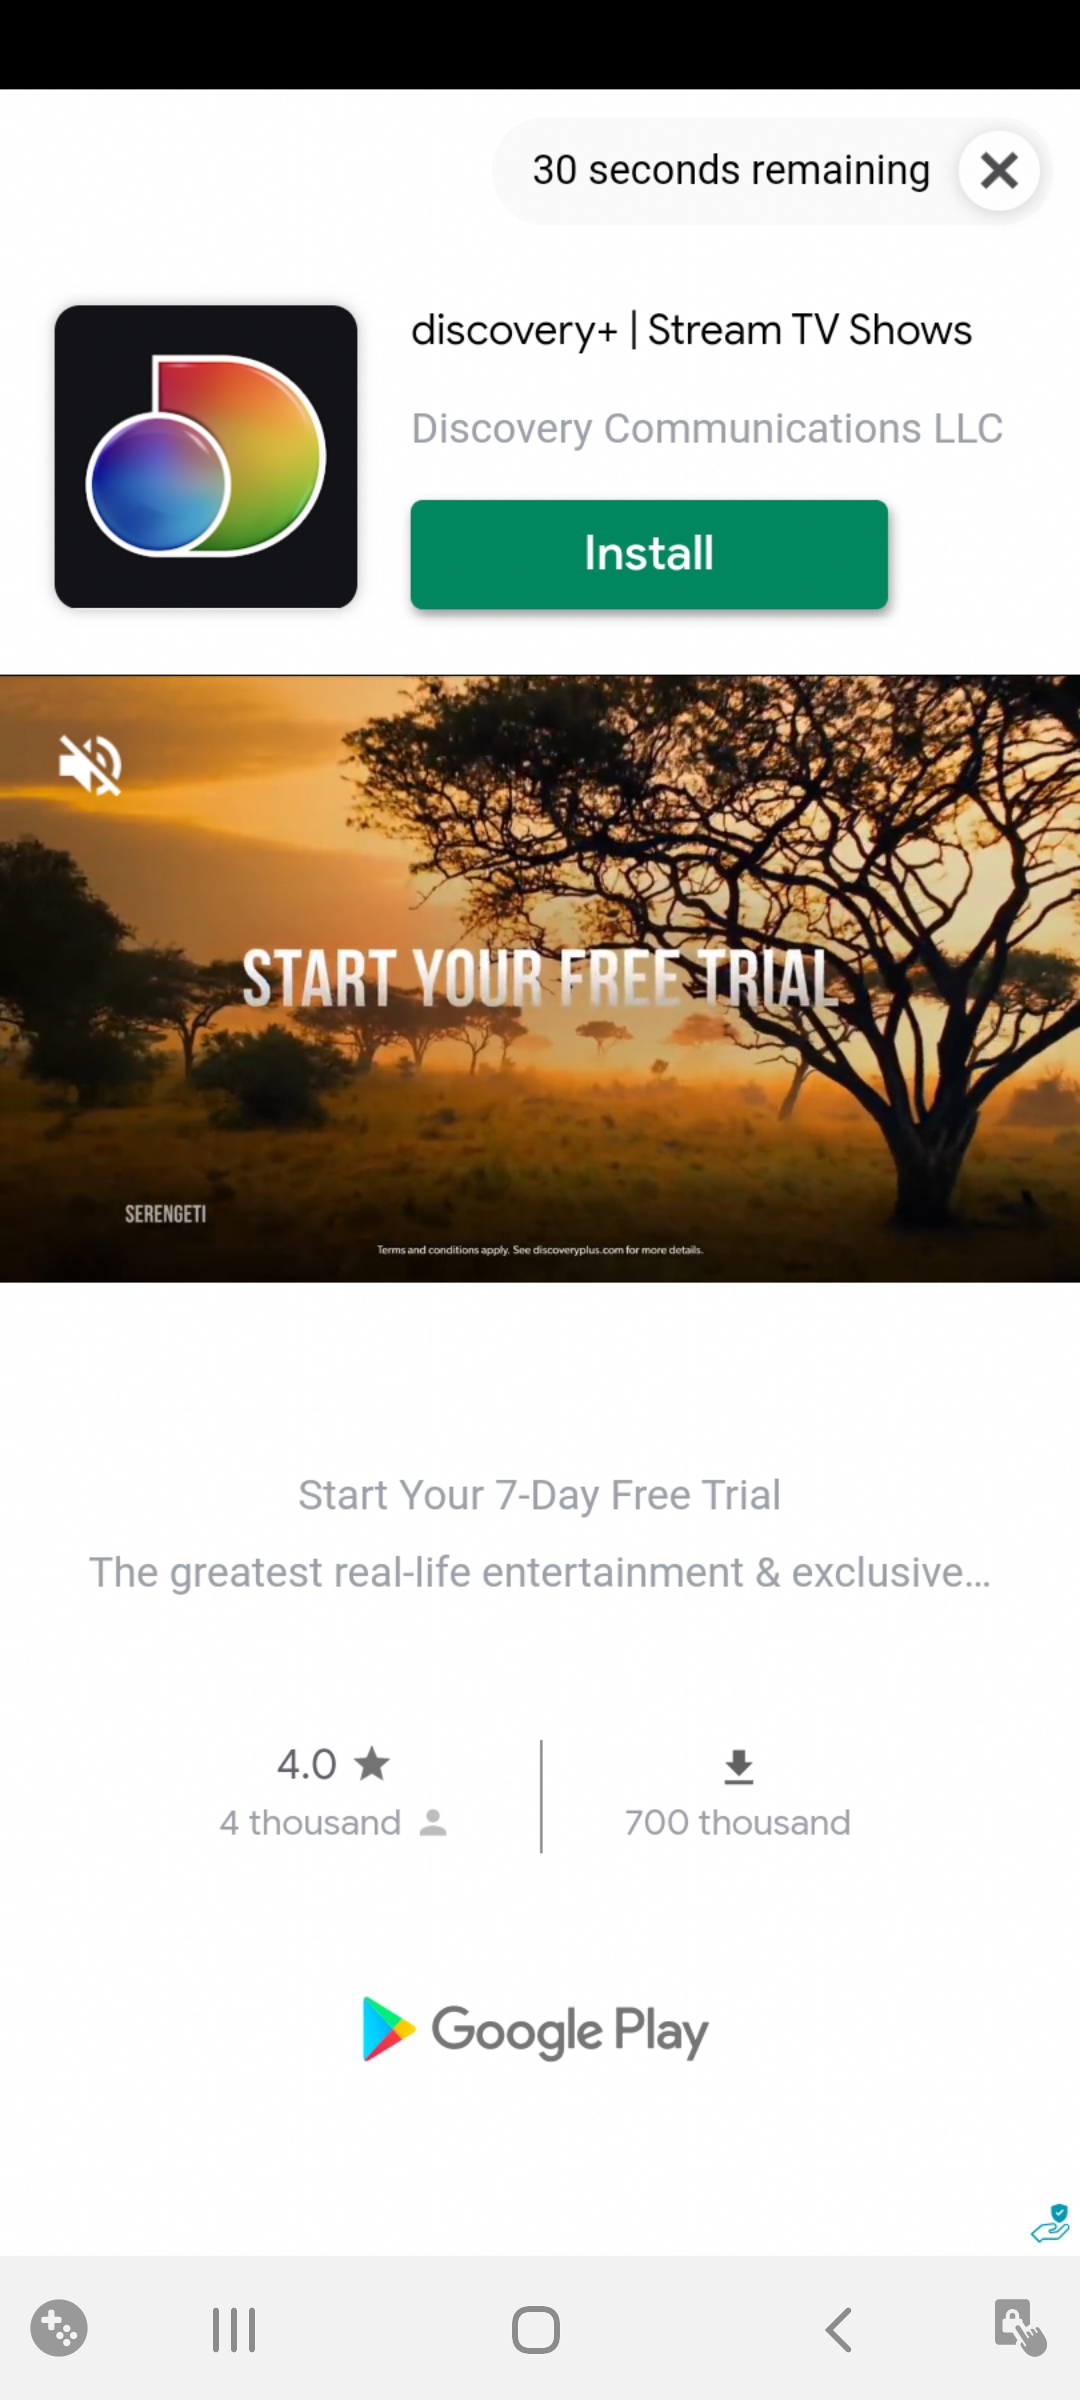 30 seconds remaining
discovery+ | Stream TV Shows
Discovery Communications LLC
Install
START YOUR FREE TRIAL
SERENGETI
Terms and conditions apply. See discoveryplus.com for more details.
Start Your 7-Day Free Trial
The greatest real-life entertainment & exclusive…
4.0
4 thousand
700 thousand
Google Play